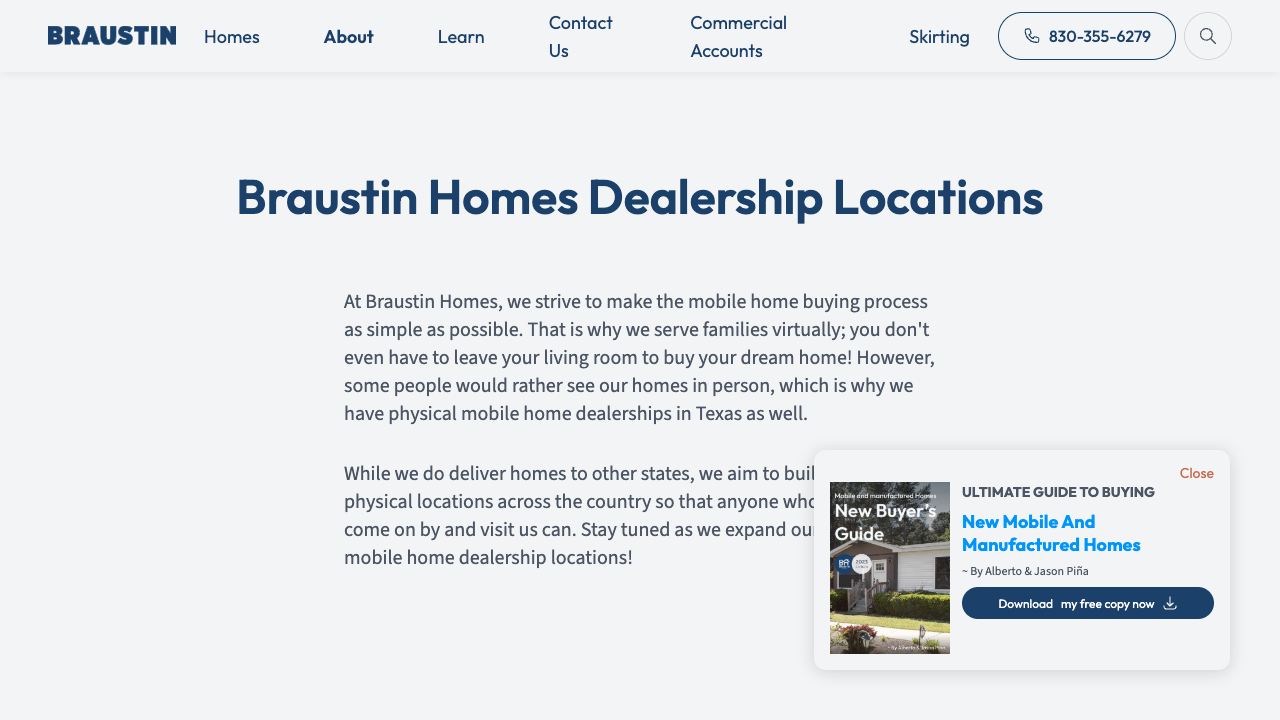 BRAUSTIN
Homes
About
Learn
Contact
Us
Commercial
Accounts
Skirting
830-355-6279
Braustin Homes Dealership Locations
At Braustin Homes, we strive to make the mobile home buying process
as simple as possible. That is why we serve families virtually; you don't
even have to leave your living room to buy your dream home! However,
some people would rather see our homes in person, which is why we
have physical mobile home dealerships in Texas as well.
While we do deliver homes to other states, we aim to
physical locations across the country so that anyone
come on by and visit us can. Stay tuned as we expand
mobile home dealership locations!
Close
Mobile and manufactured Homes
New Buyer's
Guide
2023
ULTIMATE GUIDE TO BUYING
New Mobile And
Manufactured Homes
~ By Alberto & Jason Piña
Download my free copy now
~ By Alberto & Jason Pina